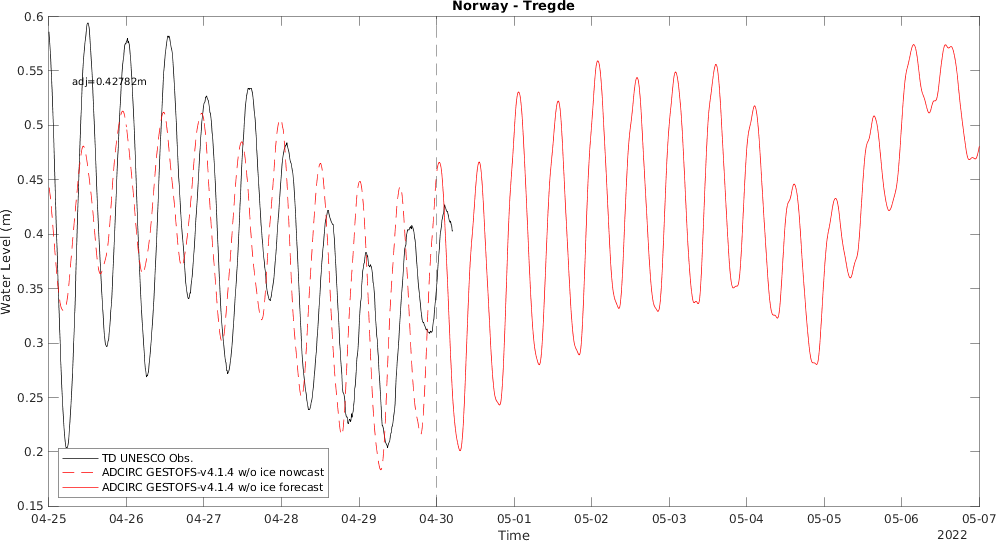 Norway - Tregde
0.6
0.55
0.5
0.45
0.4
0.35
0.3
0.25
0.2
0.15
Water Level (m)
adj=0.42782m
TD UNESCO Obs.
ADCIRC GESTOFS-v4.1.4 w/o ice nowcast
ADCIRC GESTOFS-v4.1.4 w/o ice forecast
04-25 04-26 04-27 04-28 04-29 04-30 05-01 05-02 05-03 05-04 05-05 05-06 05-07
Time
2022